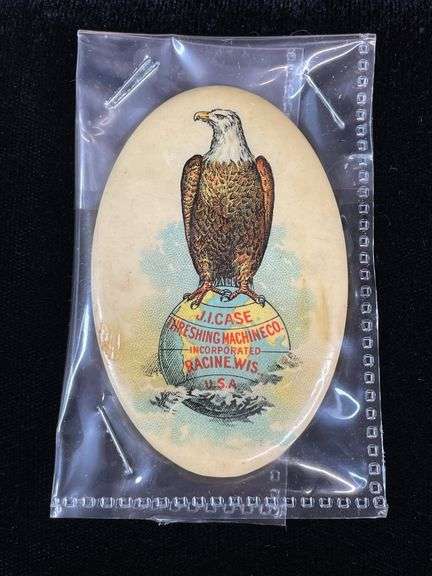 J.I.CASE
THRESHING MACHINE CO.
INCORPORATED
RACINE, WIS.
U.S.A.